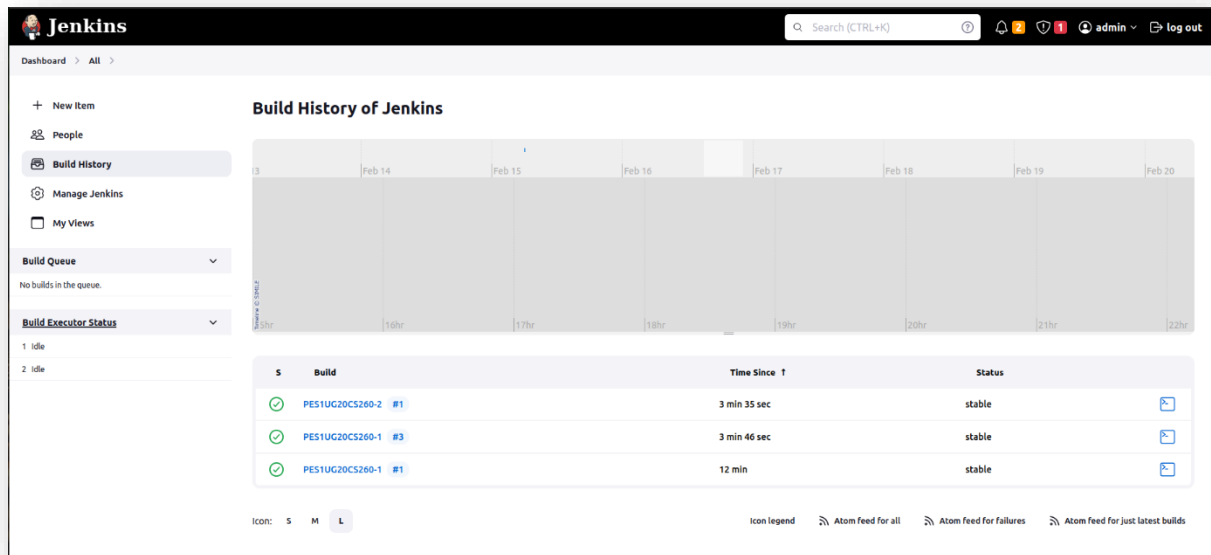 Jenkins
Search (CTRL+K)
2
1
admin
log out
Dashboard > All >
New Item
People
Build History
Manage Jenkins
My Views
Build Queue
No builds in the queue.
Build Executor Status
1 Idle
2 Idle
Build History of Jenkins
13 Feb 14 Feb 15 Feb 16 Feb 17 Feb 18 Feb 19 Feb 20
Timeline © SIMILE
15hr 16hr 17hr 18hr 19hr 20hr 21hr 22hr
S Build Time Since ↑ Status
PES1UG20CS260-2 #1 3 min 35 sec stable
PES1UG20CS260-1 #3 3 min 46 sec stable
PES1UG20CS260-1 #1 12 min stable
Icon: S M L
Icon legend Atom feed for all Atom feed for failures Atom feed for just latest builds